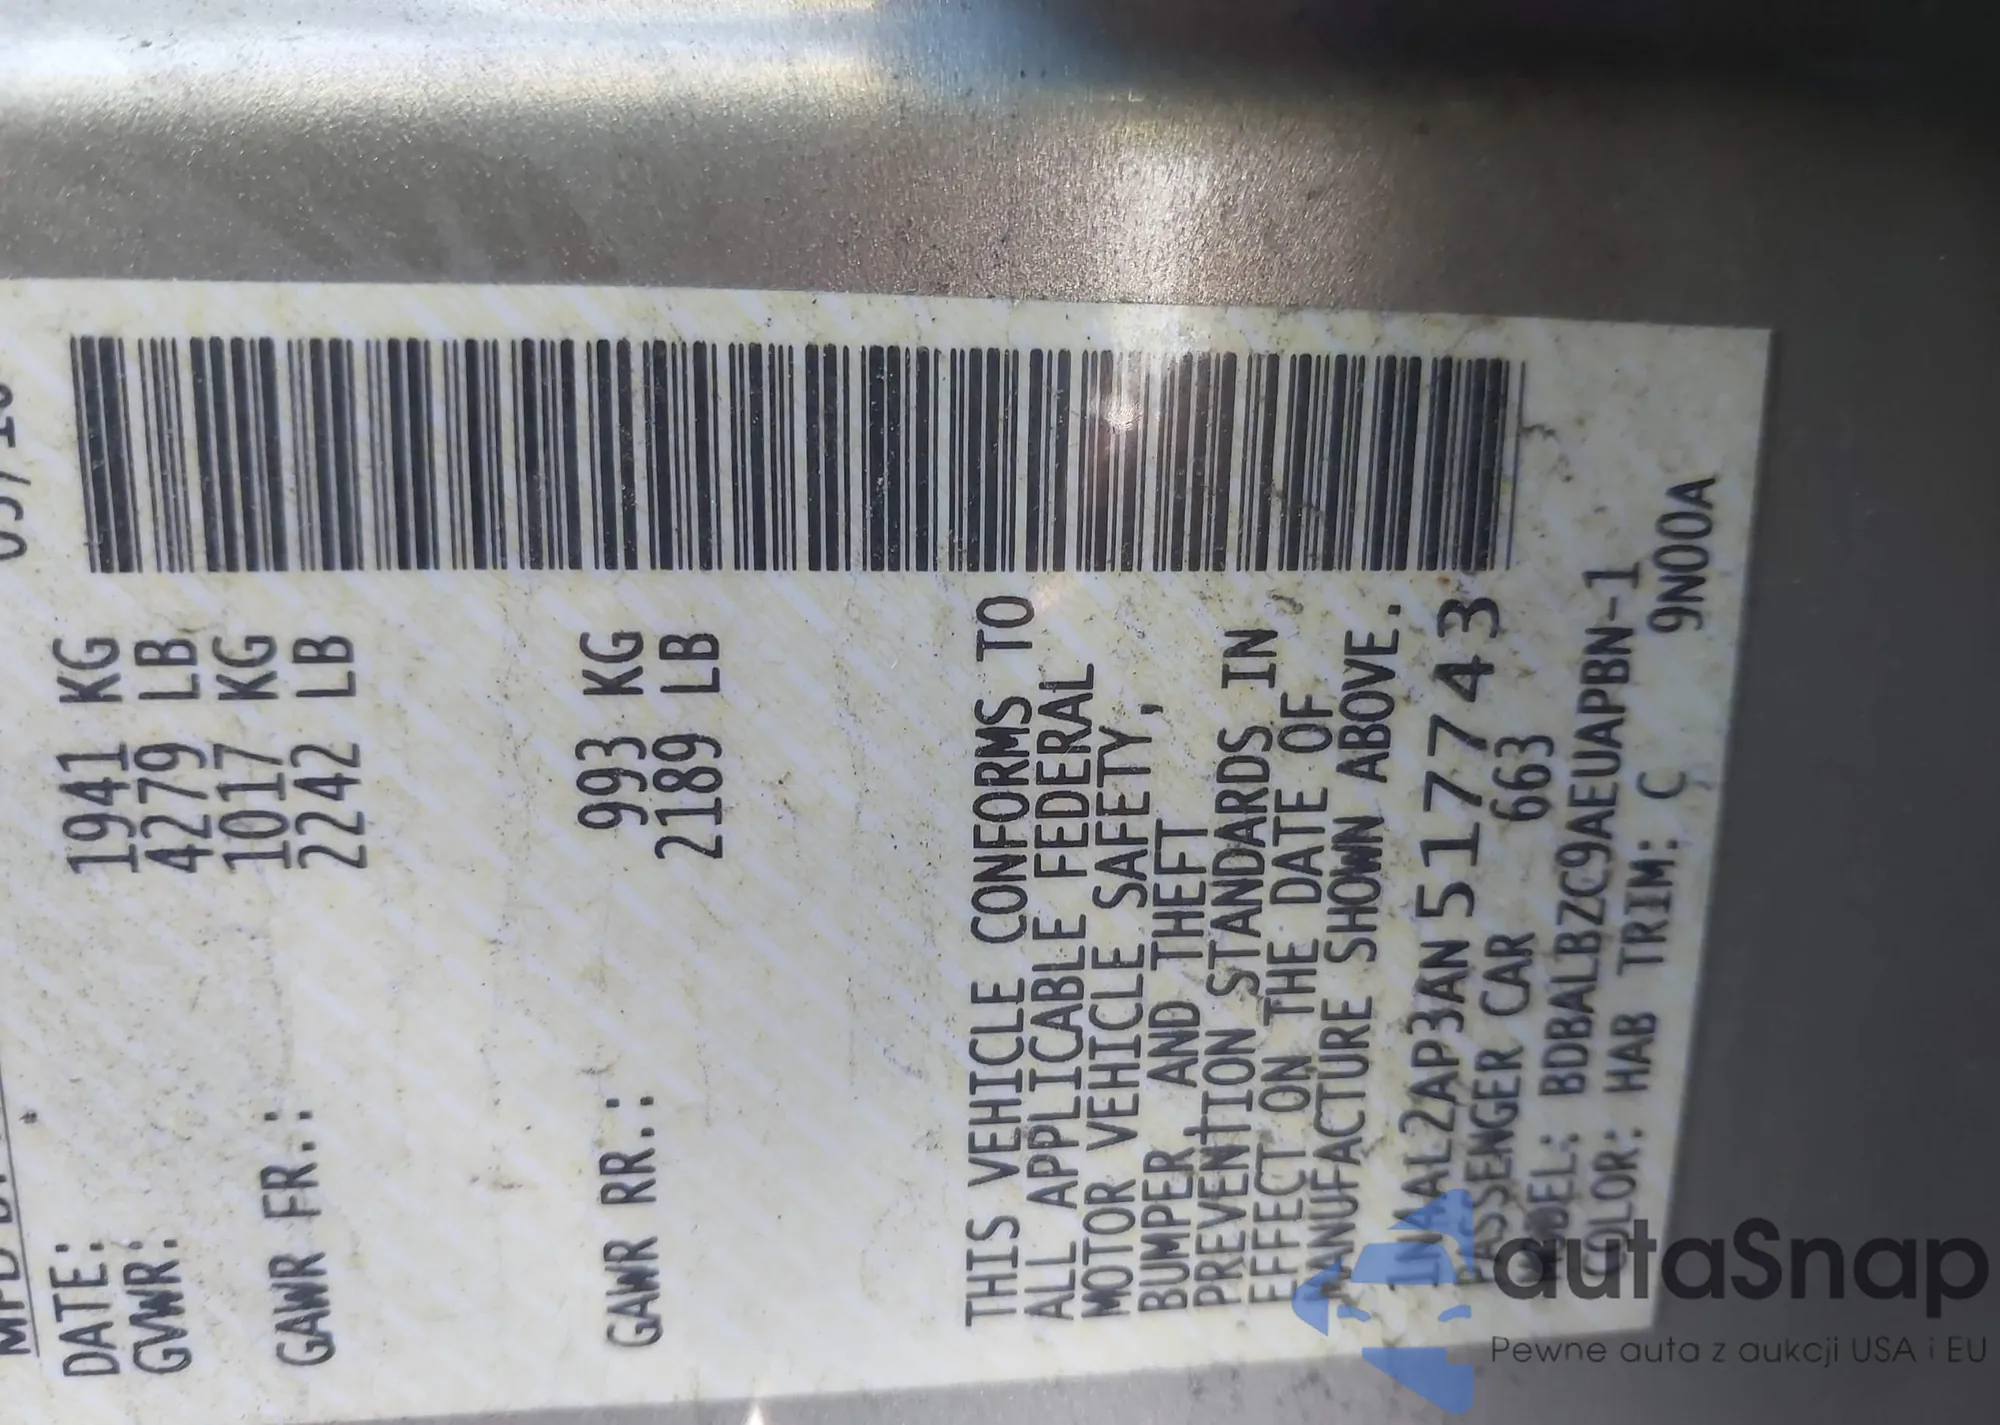 DATE:
GVWR: 1941 KG
4279 LB
GAWR FR.: 1017 KG
2242 LB
GAWR RR.: 993 KG
2189 LB
THIS VEHICLE CONFORMS TO
ALL APPLICABLE FEDERAL
MOTOR VEHICLE SAFETY,
BUMPER AND THEFT
PREVENTION STANDARDS IN
EFFECT ON THE DATE OF
MANUFACTURE SHOWN ABOVE.
1N4AL2AP3AN517743
PASSENGER CAR 663
MODEL: BDBALBZC9AEUAPBN-1
COLOR: HAB TRIM: C
9N00A
autaSnap
Pewne auta z aukcji USA i EU